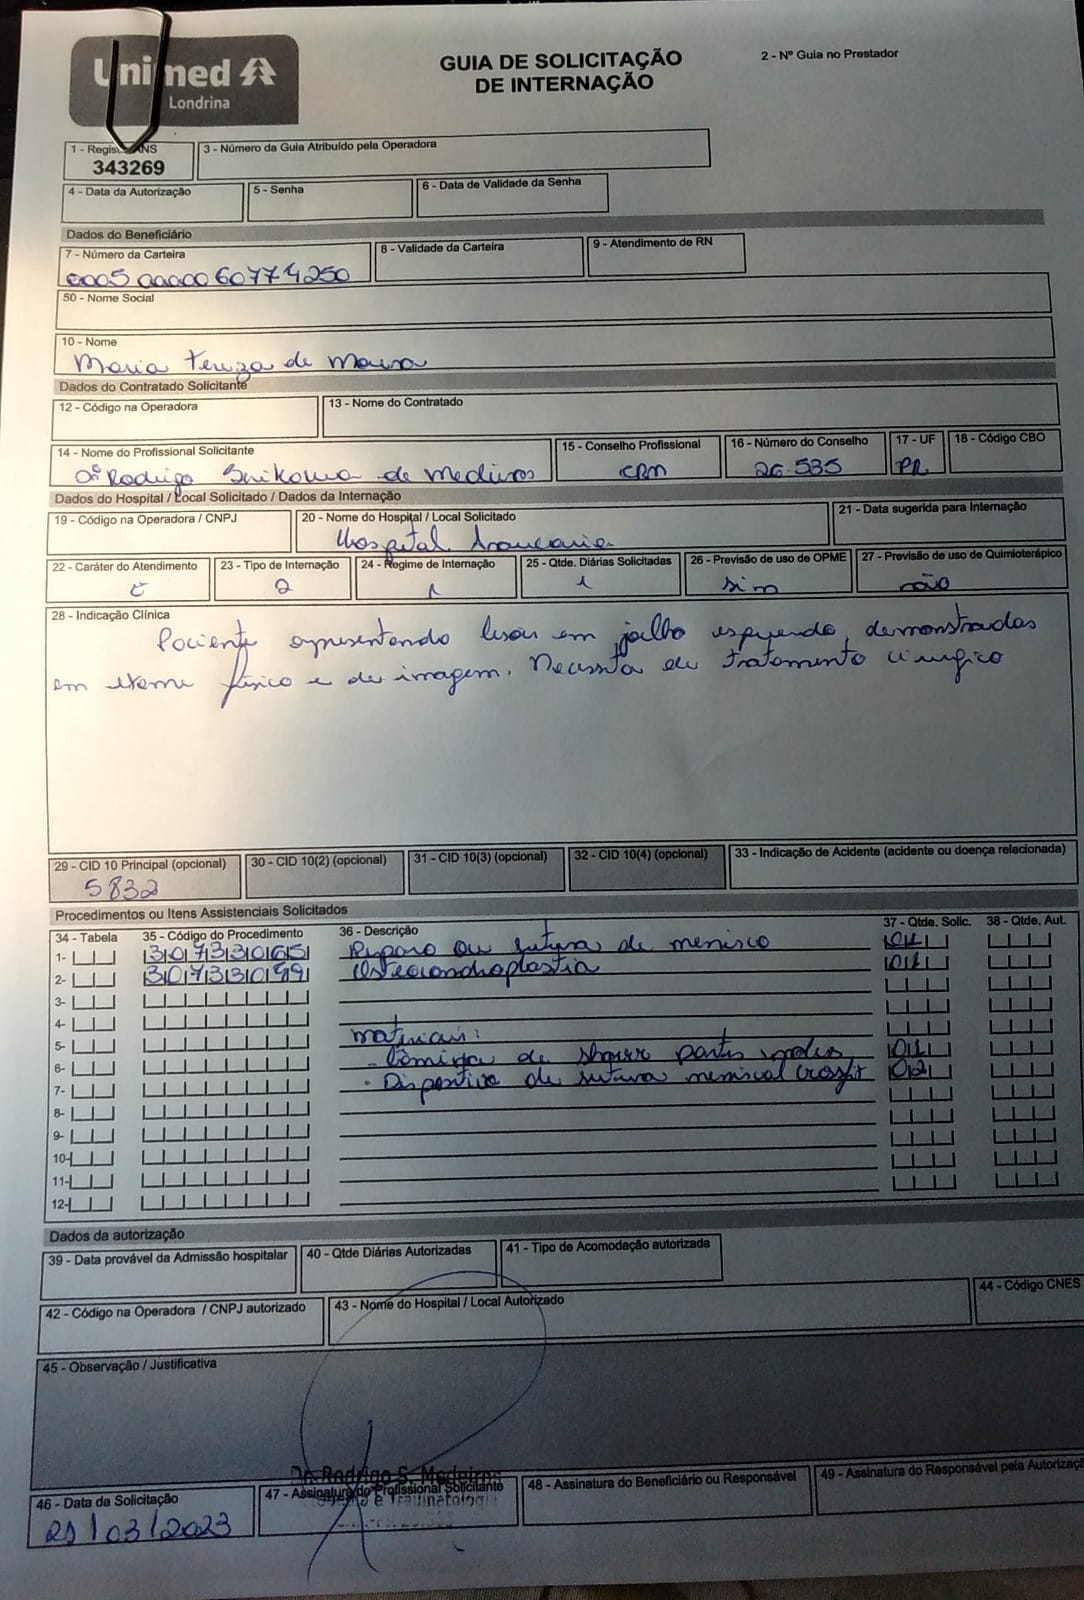 Unimed
Londrina
GUIA DE SOLICITAÇÃO
DE INTERNAÇÃO
2 - Nº Guia no Prestador
1 - Regis ANS
343269
3 - Número da Guia Atribuído pela Operadora
4 - Data da Autorização
5 - Senha
6 - Data de Validade da Senha
Dados do Beneficiário
7 - Número da Carteira
0005 00000 60774250
8 - Validade da Carteira
9 - Atendimento de RN
50 - Nome Social
10 - Nome
Maria Tereza de Moura
Dados do Contratado Solicitante
12 - Código na Operadora
13 - Nome do Contratado
14 - Nome do Profissional Solicitante
Rodrigo de Medeiros
15 - Conselho Profissional
CRM
16 - Número do Conselho
26.535
17 - UF
PR
18 - Código CBO
Dados do Hospital / Local Solicitado / Dados da Internação
19 - Código na Operadora / CNPJ
20 - Nome do Hospital / Local Solicitado
Hospital Araucaria
21 - Data sugerida para Internação
22 - Caráter do Atendimento
E
23 - Tipo de Internação
2
24 - Regime de Internação
1
25 - Qtde. Diárias Solicitadas
1
26 - Previsão de uso de OPME
sim
27 - Previsão de uso de Quimioterápico
não
28 - Indicação Clínica
Paciente apresentando lesão em joelho esquerdo, demonstradas
em exame físico e de imagem. Necessita de tratamento cirurgico
29 - CID 10 Principal (opcional)
S832
30 - CID 10(2) (opcional)
31 - CID 10(3) (opcional)
32 - CID 10(4) (opcional)
33 - Indicação de Acidente (acidente ou doença relacionada)
Procedimentos ou Itens Assistenciais Solicitados
34 - Tabela 35 - Código do Procedimento 36 - Descrição 37 - Qtde. Solic. 38 - Qtde. Aut.
1- 30733065 Reparo ou sutura de menisco 01
2- 30733049 Osteocondroplastia 01
3-
4-
5- materiais:
6- - Lâmina de shaver partes moles 01
7- - Dispositivo de sutura meniscal crossfit 02
8-
9-
10-
11-
12-
Dados da autorização
39 - Data provável da Admissão hospitalar
40 - Qtde Diárias Autorizadas
41 - Tipo de Acomodação autorizada
42 - Código na Operadora / CNPJ autorizado
43 - Nome do Hospital / Local Autorizado
44 - Código CNES
45 - Observação / Justificativa
Dr. Rodrigo S. Medeiros
46 - Data da Solicitação
21/03/2023
47 - Assinatura do Profissional Solicitante
e Traumatologia
48 - Assinatura do Beneficiário ou Responsável
49 - Assinatura do Responsável pela Autorizaç